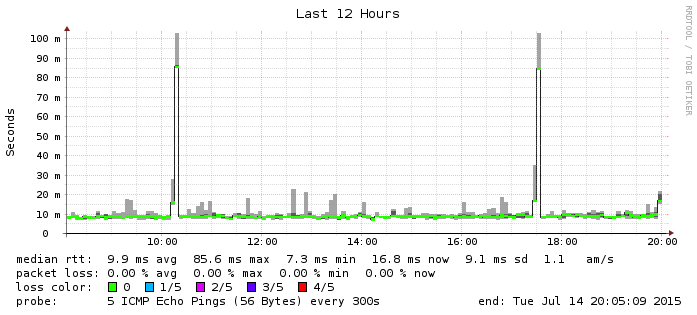 Last 12 Hours
RRDTOOL / TOBI OETIKER
Seconds
100 m
90 m
80 m
70 m
60 m
50 m
40 m
30 m
20 m
10 m
0
10:00 12:00 14:00 16:00 18:00 20:00
median rtt: 9.9 ms avg 85.6 ms max 7.3 ms min 16.8 ms now 9.1 ms sd 1.1 am/s
packet loss: 0.00 % avg 0.00 % max 0.00 % min 0.00 % now
loss color: 0 1/5 2/5 3/5 4/5
probe: 5 ICMP Echo Pings (56 Bytes) every 300s end: Tue Jul 14 20:05:09 2015